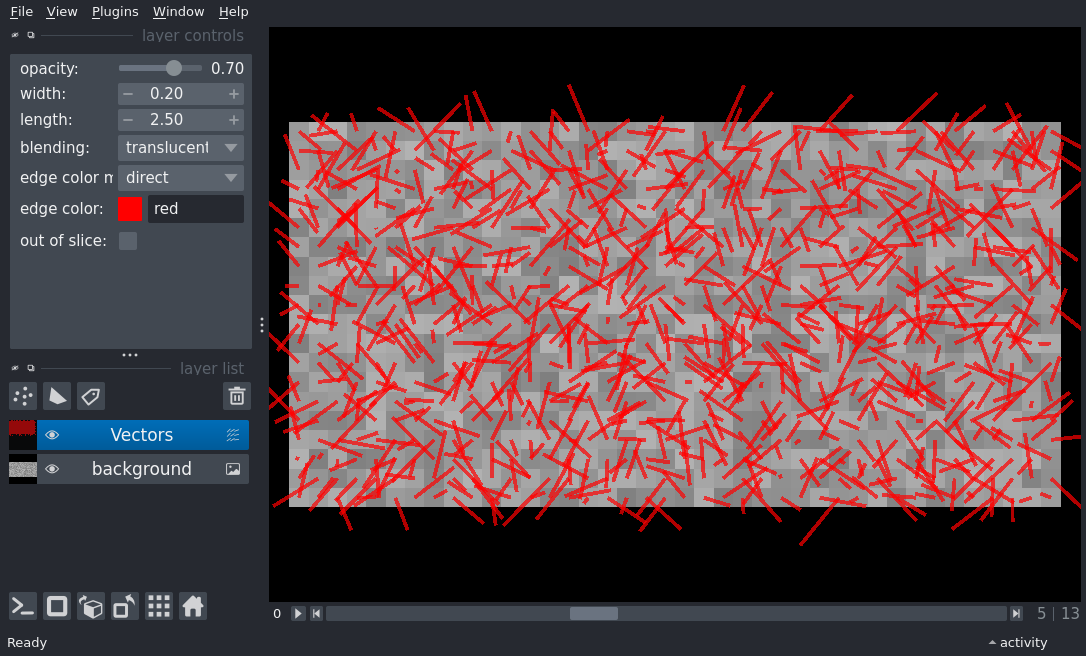 File View Plugins Window Help
layer controls
opacity: 0.70
width: 0.20
length: 2.50
blending: translucent
edge color m direct
edge color: red
out of slice:
layer list
Vectors
background
0 5 | 13
Ready activity